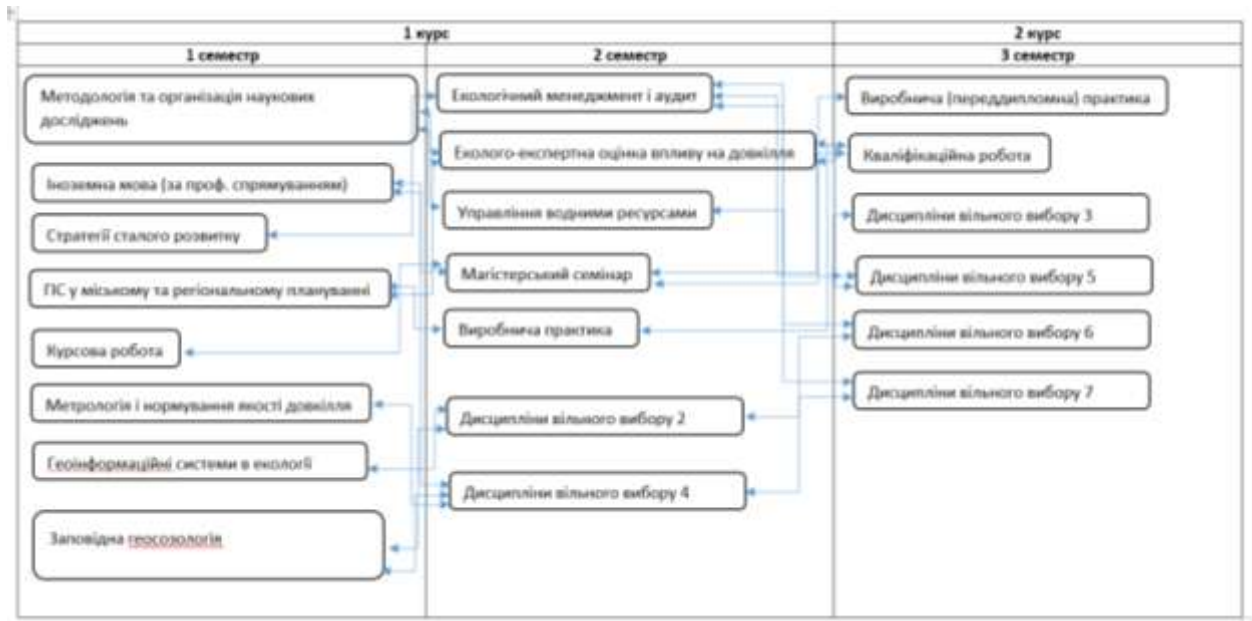 1 курс
2 курс
1 семестр
2 семестр
3 семестр
Методологія та організація наукових
досліджень
Іноземна мова (за проф. спрямуванням)
Стратегії сталого розвитку
ГІС у міському та регіональному плануванні
Курсова робота
Метрологія і нормування якості довкілля
Геоінформаційні системи в екології
Заповідна геосозологія
Екологічний менеджмент і аудит
Еколого-експертна оцінка впливу на довкілля
Управління водними ресурсами
Магістерський семінар
Виробнича практика
Дисципліни вільного вибору 2
Дисципліни вільного вибору 4
Виробнича (переддипломна) практика
Кваліфікаційна робота
Дисципліни вільного вибору 3
Дисципліни вільного вибору 5
Дисципліни вільного вибору 6
Дисципліни вільного вибору 7